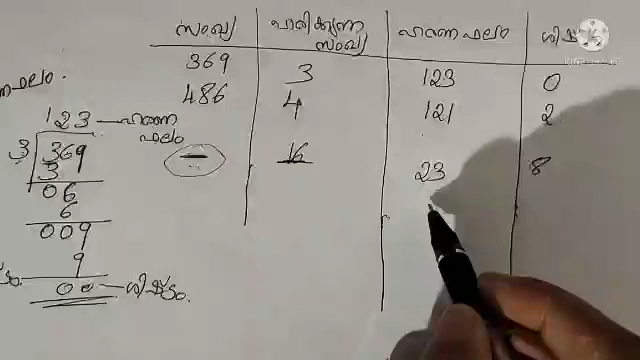 സംഖ്യ ഹരിക്കുന്ന സംഖ്യ ഹരണഫലം ശിഷ്ടം
369 3 123 0
486 4 121 2
– 16 23 8
123 — ഹരണ ഫലം
3 369
3
06
6
009
9
00 — ശിഷ്ടം.